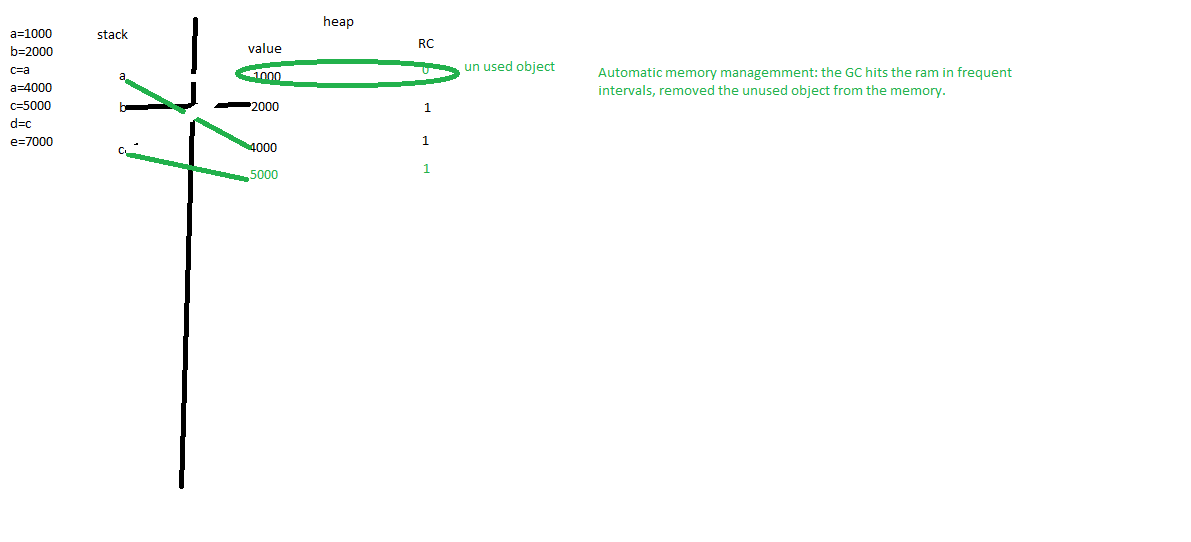 heap
a=1000
stack
b=2000
value
RC
c=a
a
1000
0
un used object
Automatic memory managemment: the GC hits the ram in frequent
intervals, removed the unused object from the memory.
a=4000
c=5000
b
2000
1
d=c
e=7000
c
4000
1
5000
1